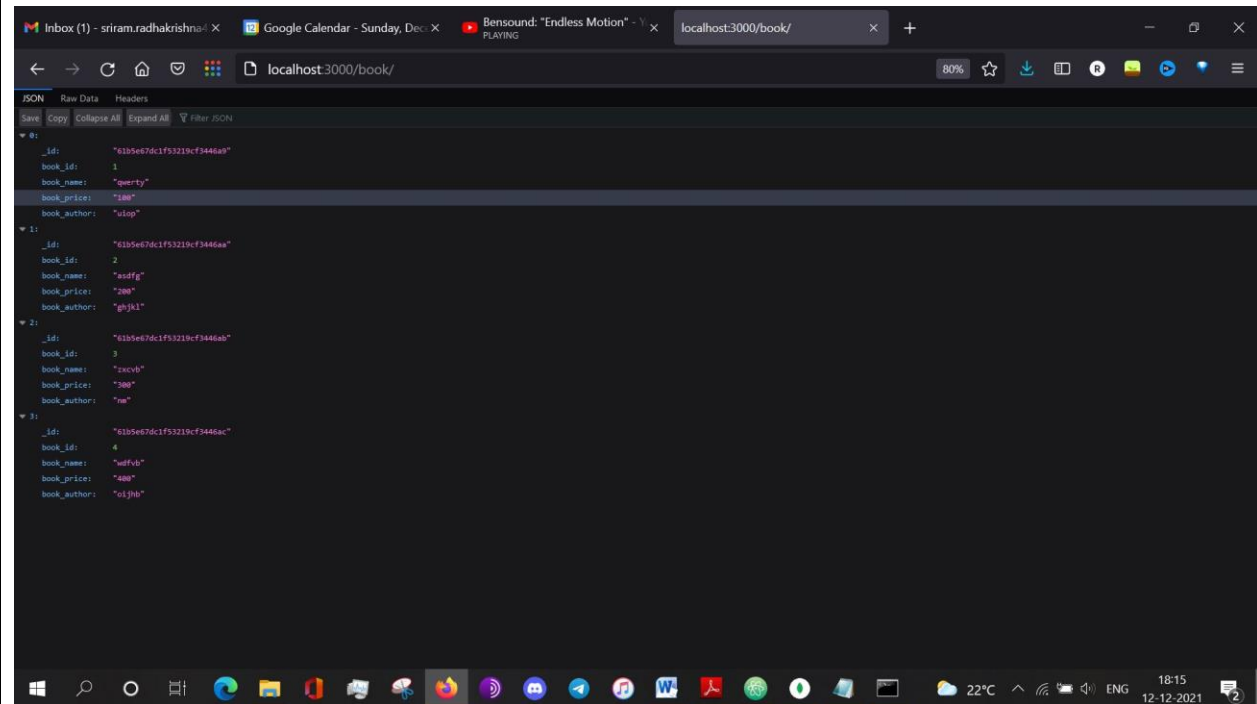 Inbox (1) - sriram.radhakrishna4
Google Calendar - Sunday, Dec
Bensound: "Endless Motion" - Y
PLAYING
localhost:3000/book/
localhost:3000/book/
80%
JSON Raw Data Headers
Save Copy Collapse All Expand All Filter JSON
0:
_id: "61b5e67dc1f53219cf3446a9"
book_id: 1
book_name: "qwerty"
book_price: "100"
book_author: "uiop"
1:
_id: "61b5e67dc1f53219cf3446aa"
book_id: 2
book_name: "asdfg"
book_price: "200"
book_author: "ghjkl"
2:
_id: "61b5e67dc1f53219cf3446ab"
book_id: 3
book_name: "zxcvb"
book_price: "300"
book_author: "nm"
3:
_id: "61b5e67dc1f53219cf3446ac"
book_id: 4
book_name: "wdfvb"
book_price: "400"
book_author: "oijhb"
22°C
ENG
18:15
12-12-2021
2